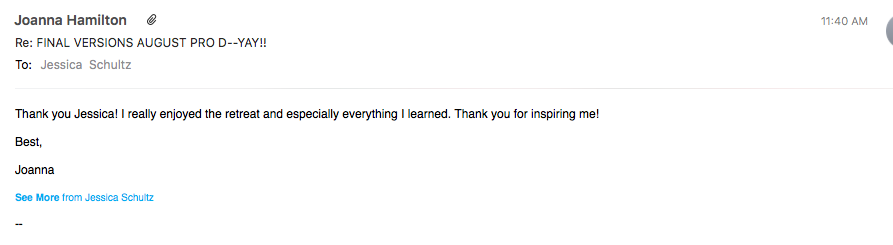 Joanna Hamilton
11:40 AM
Re: FINAL VERSIONS AUGUST PRO D--YAY!!
To: Jessica Schultz
Thank you Jessica! I really enjoyed the retreat and especially everything I learned. Thank you for inspiring me!
Best,
Joanna
See More from Jessica Schultz
--